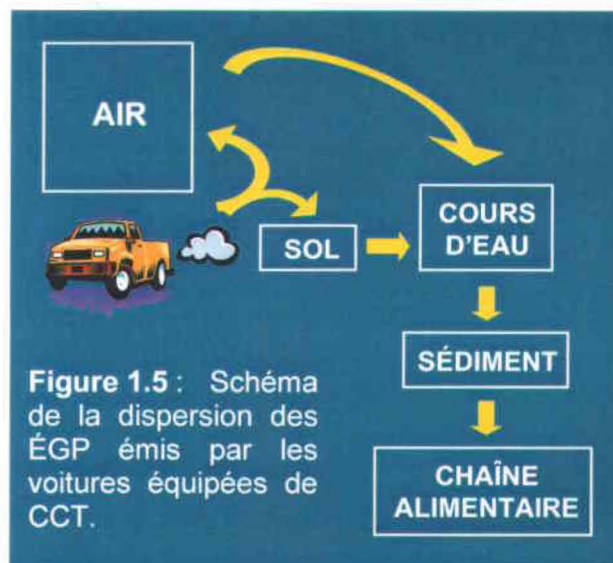 AIR
SOL
COURS
D'EAU
SÉDIMENT
CHAÎNE
ALIMENTAIRE
Figure 1.5 : Schéma
de la dispersion des
ÉGP émis par les
voitures équipées de
CCT.